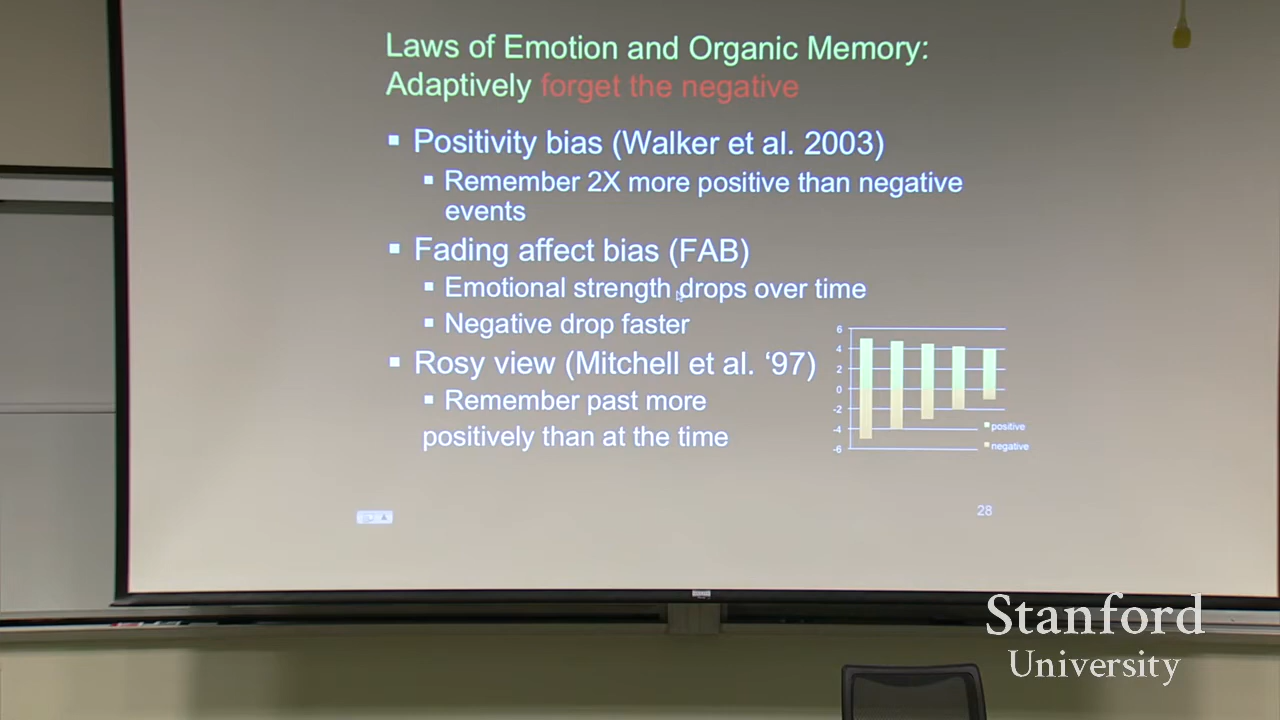 Laws of Emotion and Organic Memory:
Adaptively forget the negative
▪ Positivity bias (Walker et al. 2003)
▪ Remember 2X more positive than negative
events
▪ Fading affect bias (FAB)
▪ Emotional strength drops over time
▪ Negative drop faster
▪ Rosy view (Mitchell et al. ‘97)
▪ Remember past more
positively than at the time
6
4
2
0
-2
-4
-6
positive
negative
28
Stanford
University